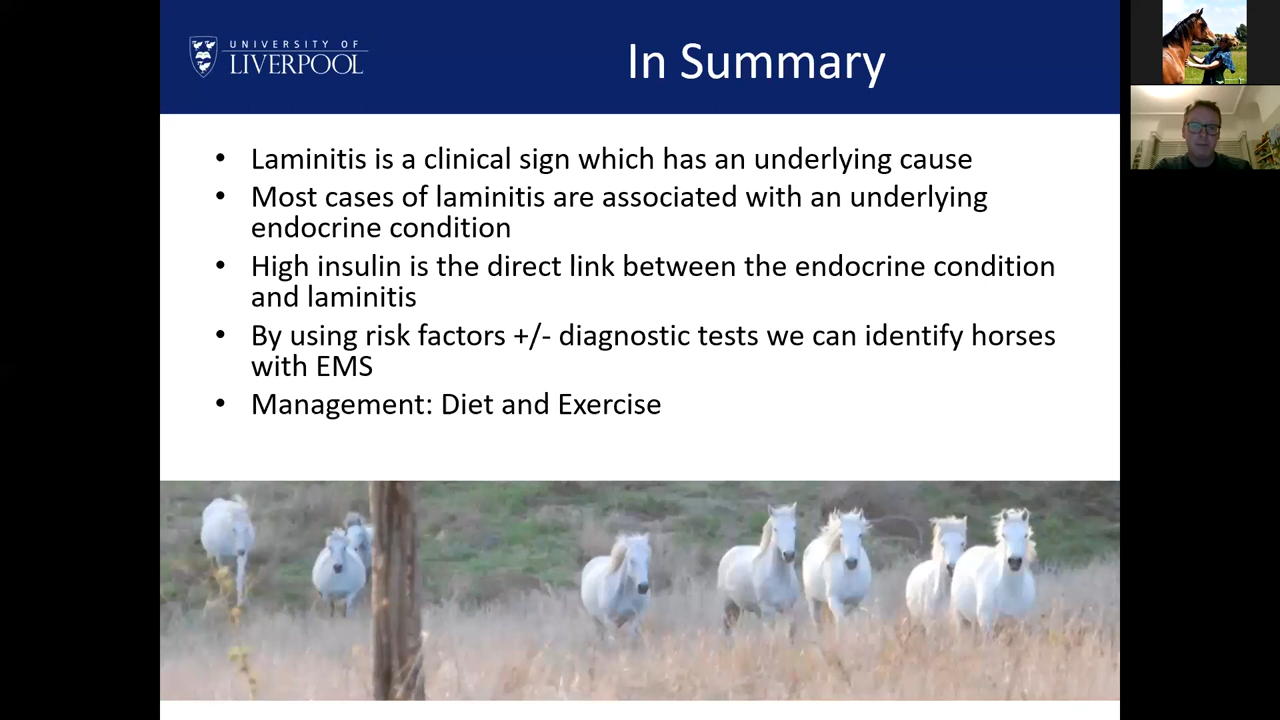 UNIVERSITY OF
LIVERPOOL
In Summary
• Laminitis is a clinical sign which has an underlying cause
• Most cases of laminitis are associated with an underlying
endocrine condition
• High insulin is the direct link between the endocrine condition
and laminitis
• By using risk factors +/- diagnostic tests we can identify horses
with EMS
• Management: Diet and Exercise